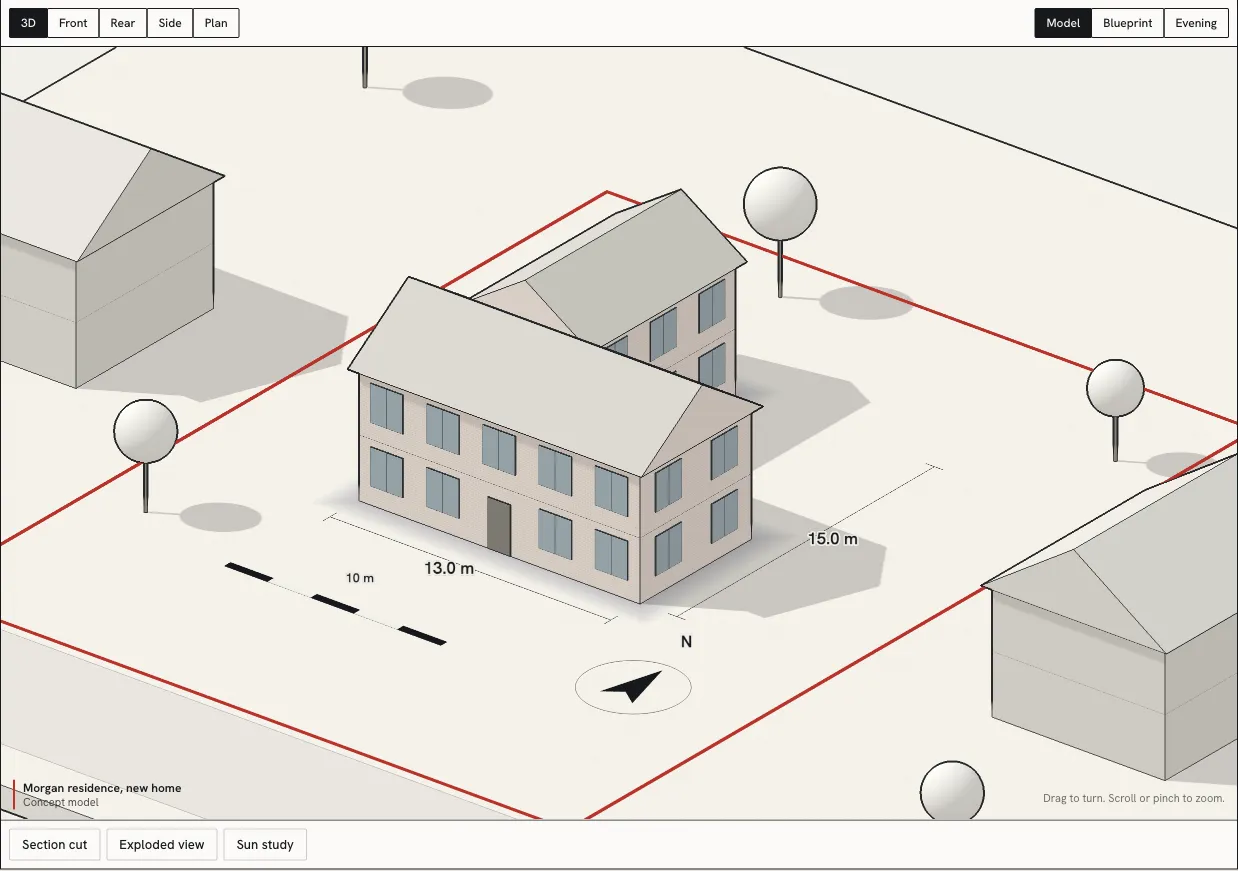 3D Front Rear Side Plan
Model Blueprint Evening
15.0 m
13.0 m
10 m
N
Morgan residence, new home
Concept model
Drag to turn. Scroll or pinch to zoom.
Section cut Exploded view Sun study